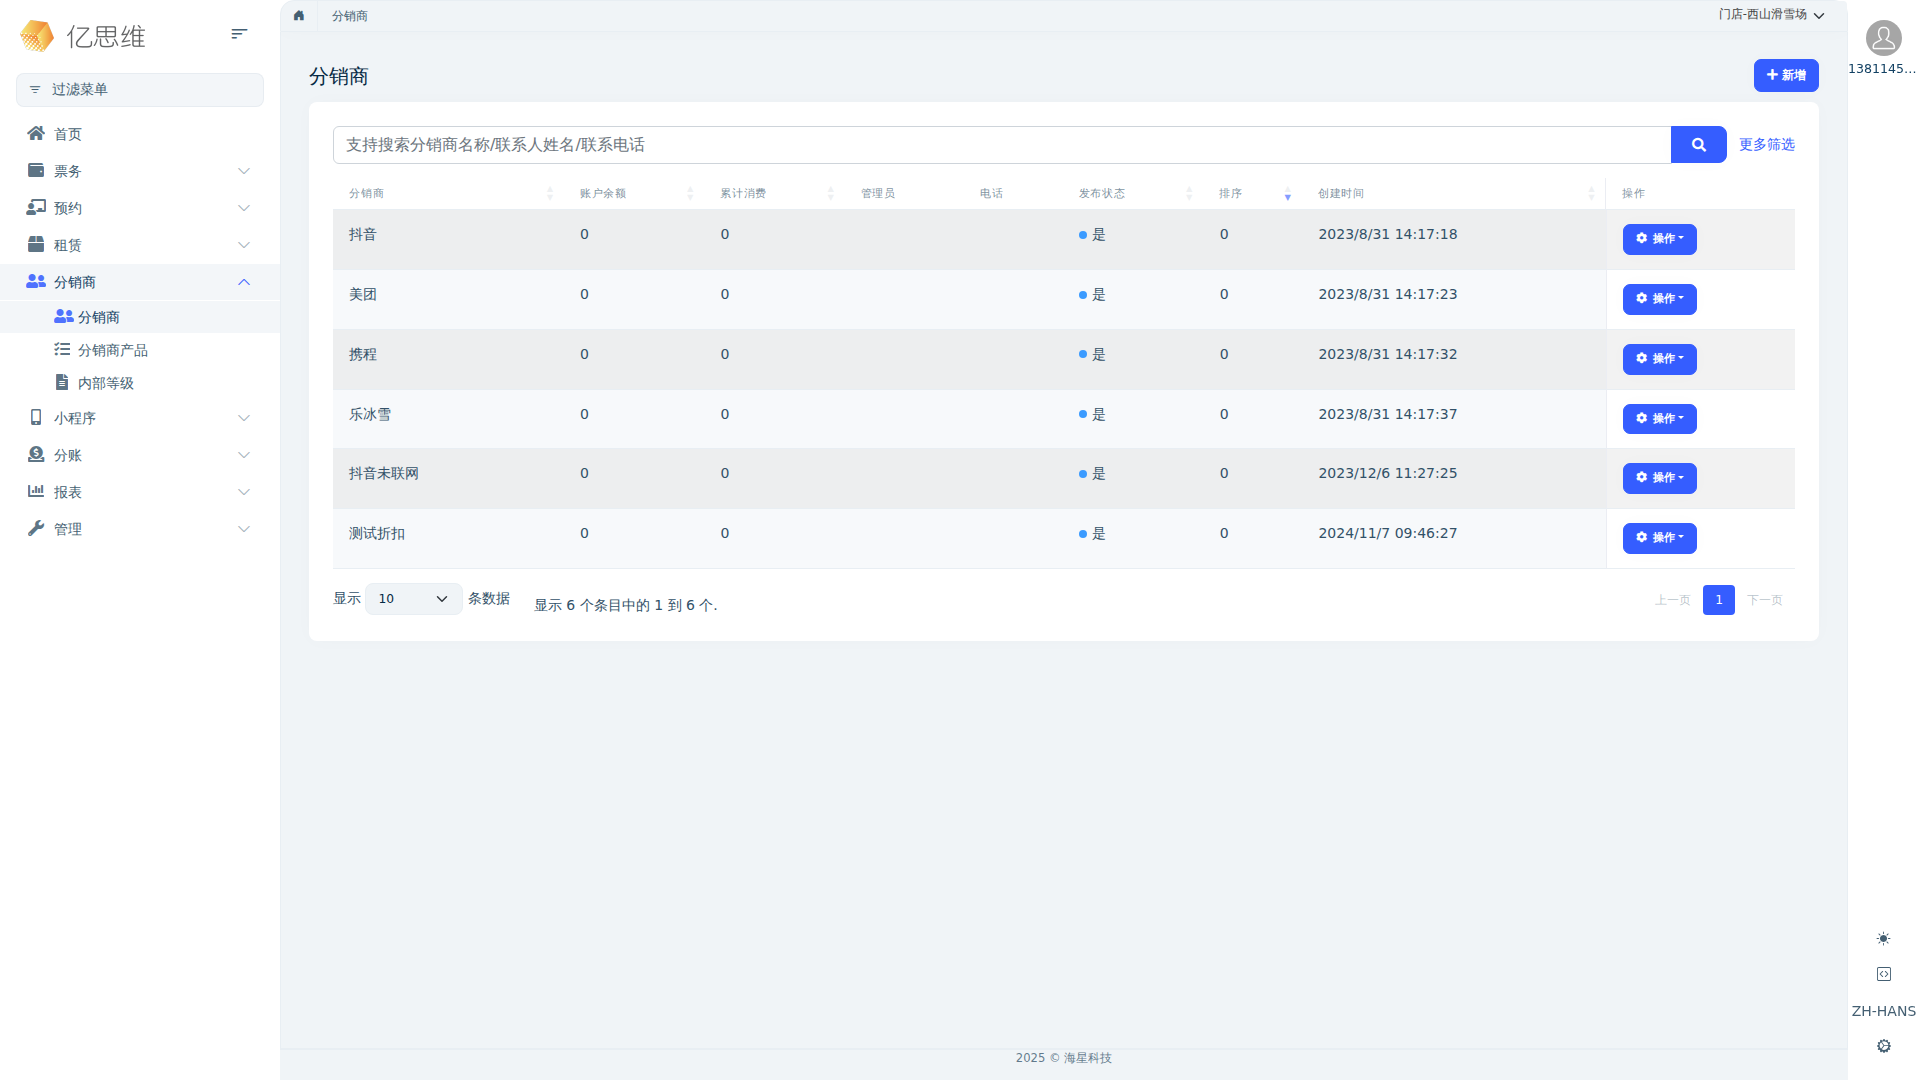 亿思维
过滤菜单
首页
票务
预约
租赁
分销商
分销商
分销商产品
内部等级
小程序
分账
报表
管理
分销商
门店-西山滑雪场
1381145...
分销商
新增
支持搜索分销商名称/联系人姓名/联系电话
更多筛选
分销商 账户余额 累计消费 管理员 电话 发布状态 排序 创建时间 操作
抖音 0 0 是 0 2023/8/31 14:17:18 操作
美团 0 0 是 0 2023/8/31 14:17:23 操作
携程 0 0 是 0 2023/8/31 14:17:32 操作
乐冰雪 0 0 是 0 2023/8/31 14:17:37 操作
抖音未联网 0 0 是 0 2023/12/6 11:27:25 操作
测试折扣 0 0 是 0 2024/11/7 09:46:27 操作
显示 10 条数据 显示 6 个条目中的 1 到 6 个.
上一页 1 下一页
ZH-HANS
2025 © 海星科技